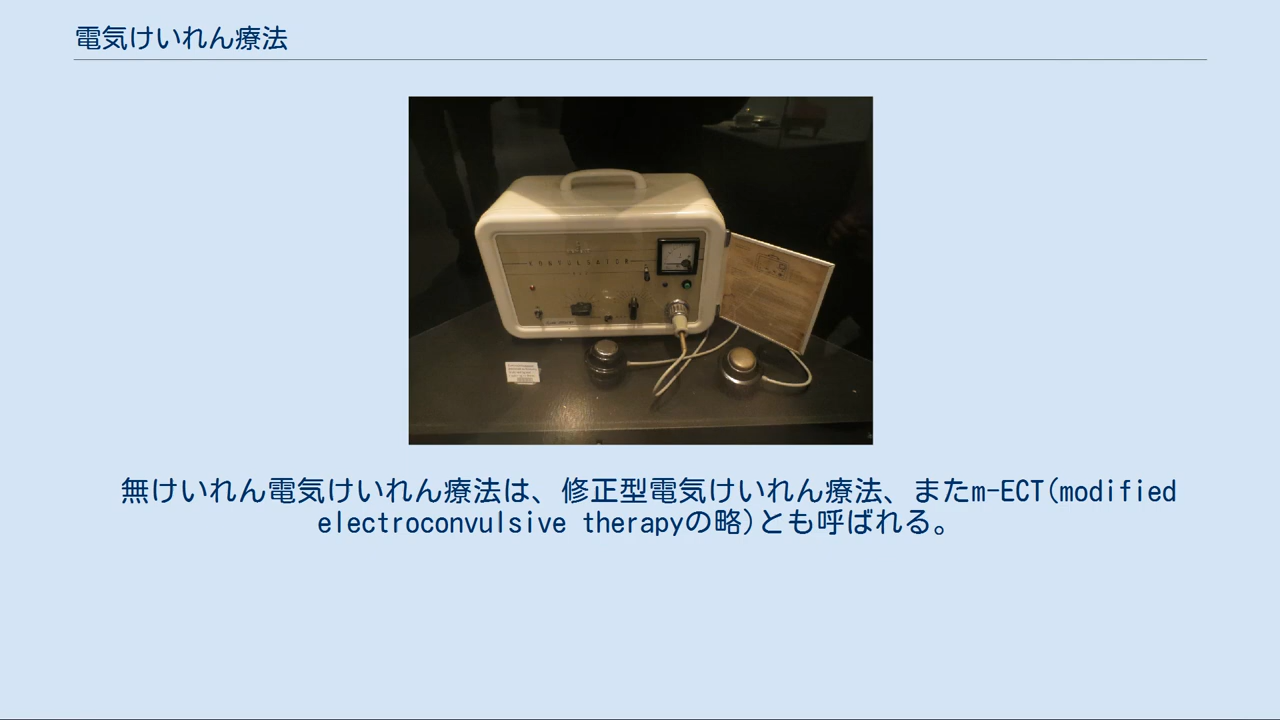 電気けいれん療法
CONVULSATOR
無けいれん電気けいれん療法は、修正型電気けいれん療法、またm-ECT(modified
electroconvulsive therapyの略)とも呼ばれる。